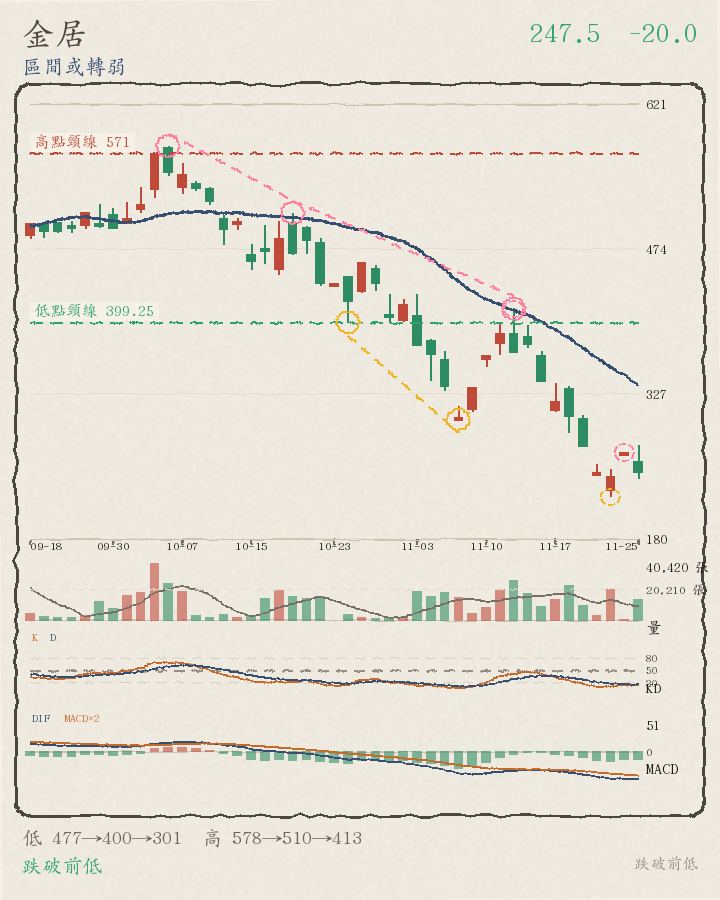 金居
247.5 -20.0
區間或轉弱
621
高點頸線 571
474
低點頸線 399.25
327
180
09-18 09-30 10-07 10-15 10-23 11-03 11-10 11-17 11-25
40,420 張
20,210 張
量
K D
80
50
20
KD
DIF MACD×2
51
0
MACD
低 477→400→301 高 578→510→413
跌破前低
跌破前低